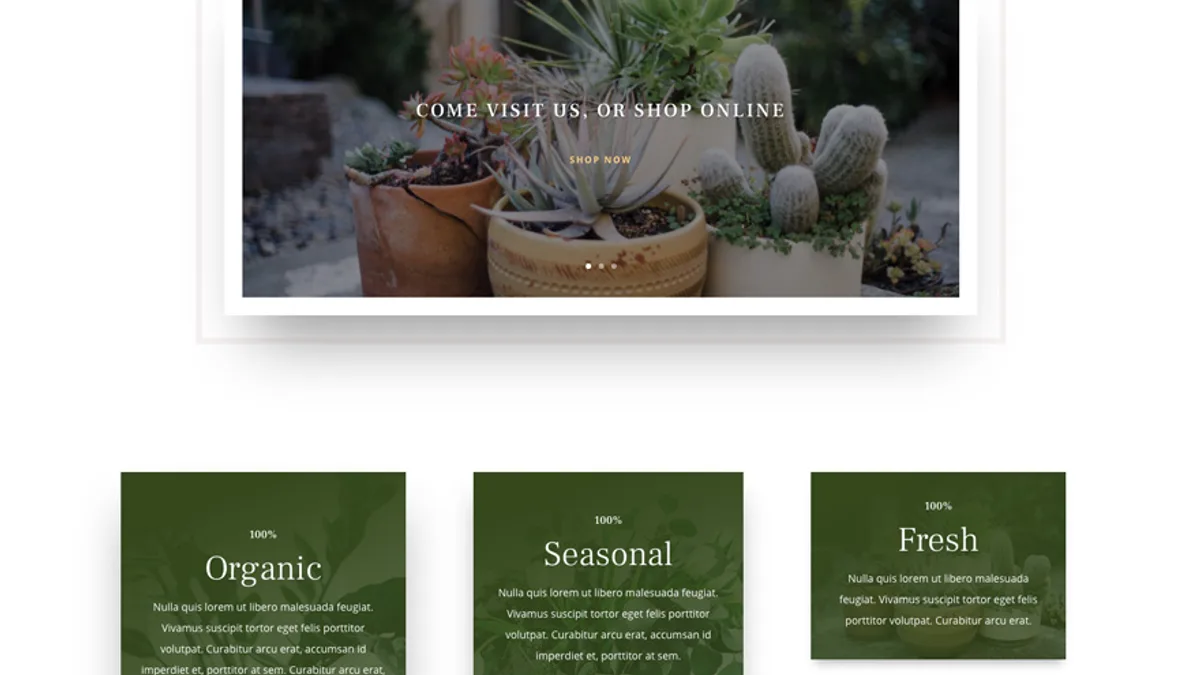 COME VISIT US, OR SHOP ONLINE
SHOP NOW
100%
Organic
Nulla quis lorem ut libero malesuada feugiat.
Vivamus suscipit tortor eget felis porttitor
volutpat. Curabitur arcu erat, accumsan id
imperdiet et, porttitor at sem. Curabitur arcu erat,
100%
Seasonal
Nulla quis lorem ut libero malesuada feugiat.
Vivamus suscipit tortor eget felis porttitor
volutpat. Curabitur arcu erat, accumsan id
imperdiet et, porttitor at sem.
100%
Fresh
Nulla quis lorem ut libero malesuada
feugiat. Vivamus suscipit tortor eget felis
porttitor volutpat. Curabitur arcu erat.